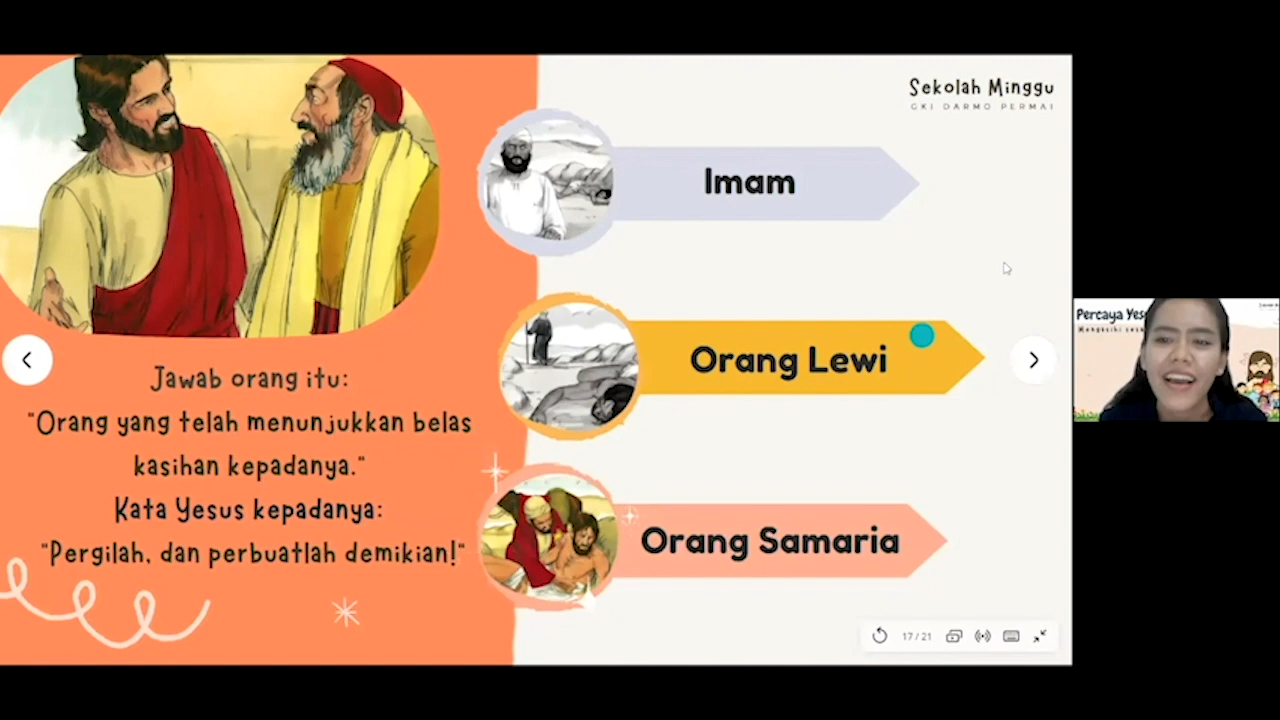 Sekolah Minggu
GKI DARMO PERMAI
Imam
Orang Lewi
Orang Samaria
Jawab orang itu:
"Orang yang telah menunjukkan belas
kasihan kepadanya."
Kata Yesus kepadanya:
"Pergilah, dan perbuatlah demikian!"
17/21
Percaya Yes